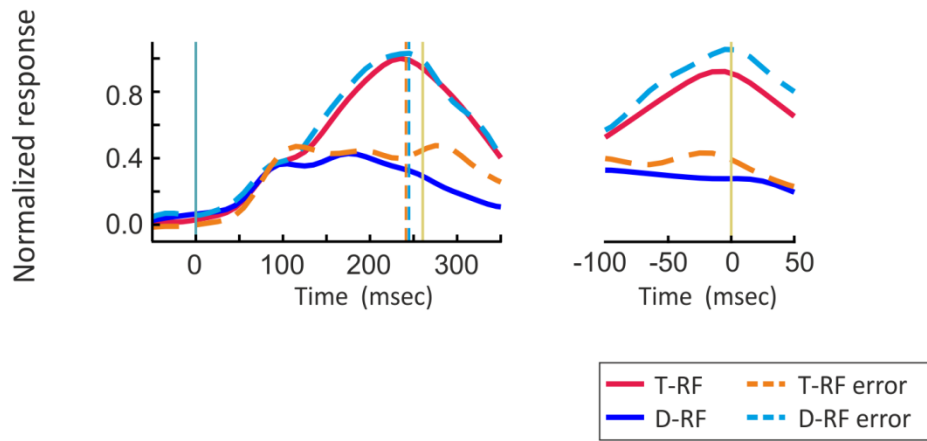 Normalized response
0.8
0.4
0.0
0 100 200 300
Time (msec)
-100 -50 0 50
Time (msec)
T-RF T-RF error
D-RF D-RF error